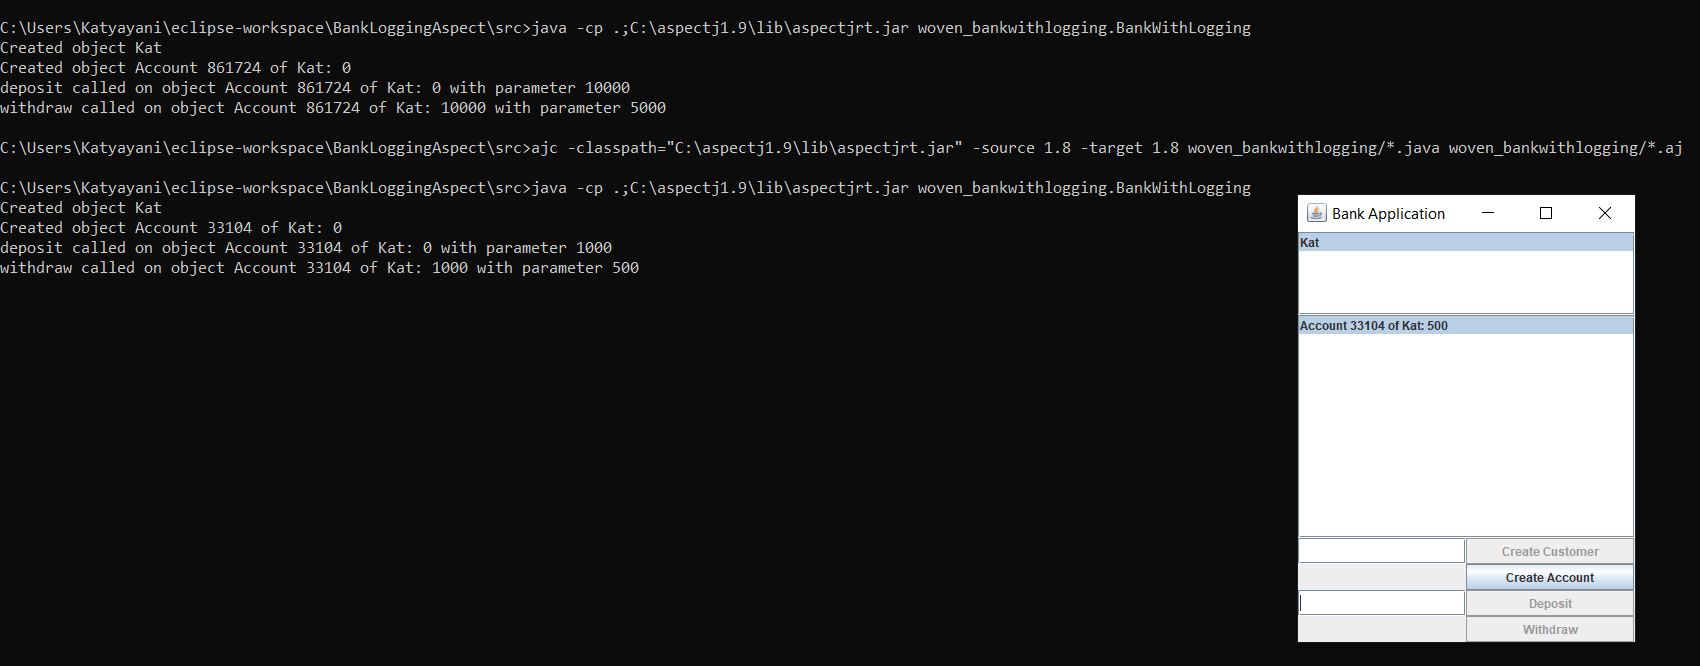 C:\Users\Katyayani\eclipse-workspace\BankLoggingAspect\src>java -cp .;C:\aspectj1.9\lib\aspectjrt.jar woven_bankwithlogging.BankWithLogging
Created object Kat
Created object Account 861724 of Kat: 0
deposit called on object Account 861724 of Kat: 0 with parameter 10000
withdraw called on object Account 861724 of Kat: 10000 with parameter 5000
C:\Users\Katyayani\eclipse-workspace\BankLoggingAspect\src>ajc -classpath="C:\aspectj1.9\lib\aspectjrt.jar" -source 1.8 -target 1.8 woven_bankwithlogging/*.java woven_bankwithlogging/*.aj
C:\Users\Katyayani\eclipse-workspace\BankLoggingAspect\src>java -cp .;C:\aspectj1.9\lib\aspectjrt.jar woven_bankwithlogging.BankWithLogging
Created object Kat
Created object Account 33104 of Kat: 0
deposit called on object Account 33104 of Kat: 0 with parameter 1000
withdraw called on object Account 33104 of Kat: 1000 with parameter 500
Bank Application
Kat
Account 33104 of Kat: 500
Create Customer
Create Account
Deposit
Withdraw